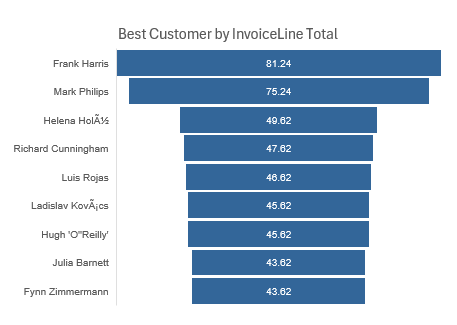 Best Customer by InvoiceLine Total
Frank Harris 81.24
Mark Philips 75.24
Helena HolÃ½ 49.62
Richard Cunningham 47.62
Luis Rojas 46.62
Ladislav KovÃ¡cs 45.62
Hugh 'O"Reilly' 45.62
Julia Barnett 43.62
Fynn Zimmermann 43.62